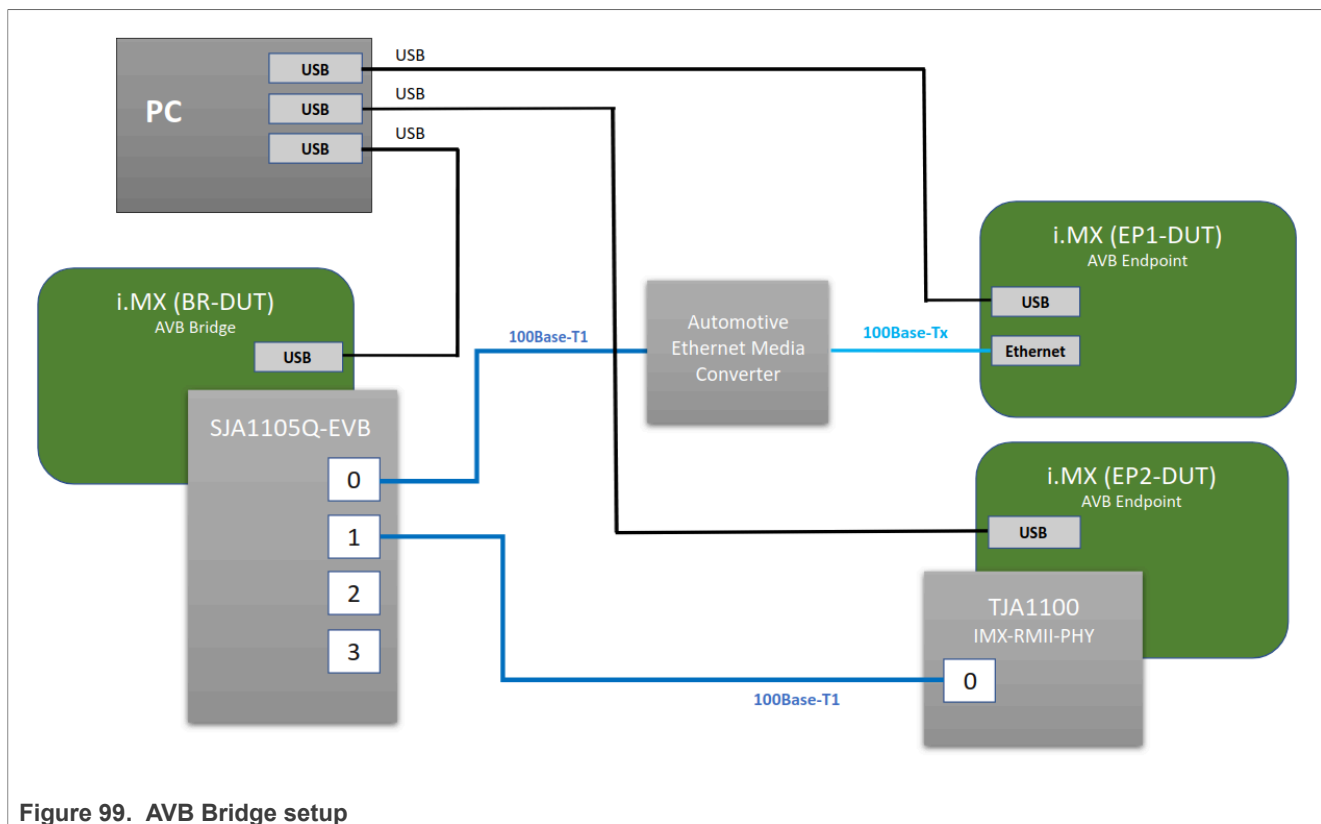 USB
USB
USB
PC
USB
USB
USB
i.MX (BR-DUT)
AVB Bridge
USB
SJA1105Q-EVB
0
1
2
3
100Base-T1
Automotive
Ethernet Media
Converter
100Base-Tx
i.MX (EP1-DUT)
AVB Endpoint
USB
Ethernet
i.MX (EP2-DUT)
AVB Endpoint
USB
TJA1100
IMX-RMII-PHY
0
100Base-T1
Figure 99. AVB Bridge setup